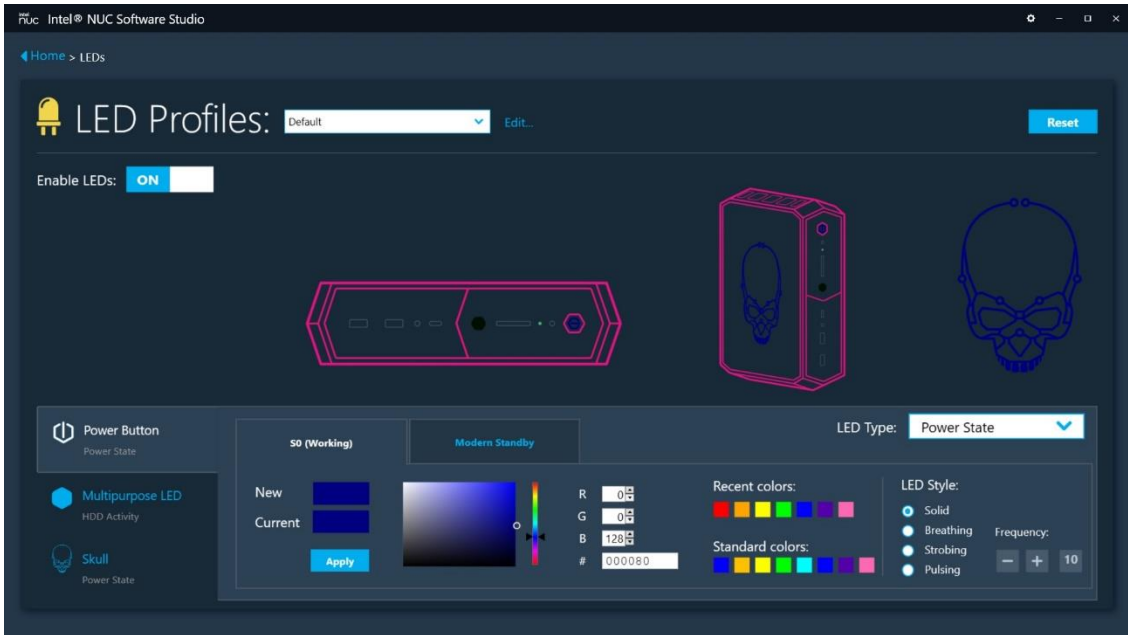 intel nuc Intel® NUC Software Studio
Home > LEDs
LED Profiles: Default Edit... Reset
Enable LEDs: ON
Power Button
Power State
Multipurpose LED
HDD Activity
Skull
Power State
S0 (Working) Modern Standby
LED Type: Power State
New
Current
Apply
R 0
G 0
B 128
# 000080
Recent colors:
Standard colors:
LED Style:
Solid
Breathing
Strobing
Pulsing
Frequency:
10